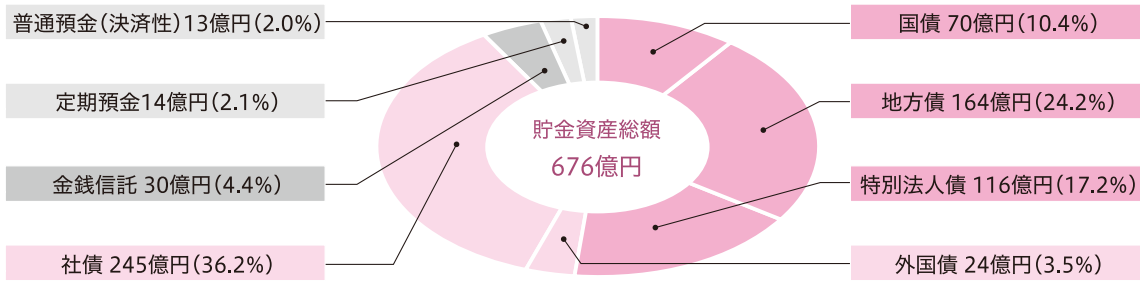 普通預金(決済性)13億円(2.0%)
定期預金14億円(2.1%)
金銭信託 30億円(4.4%)
社債 245億円(36.2%)
貯金資産総額
676億円
国債 70億円(10.4%)
地方債 164億円(24.2%)
特別法人債 116億円(17.2%)
外国債 24億円(3.5%)